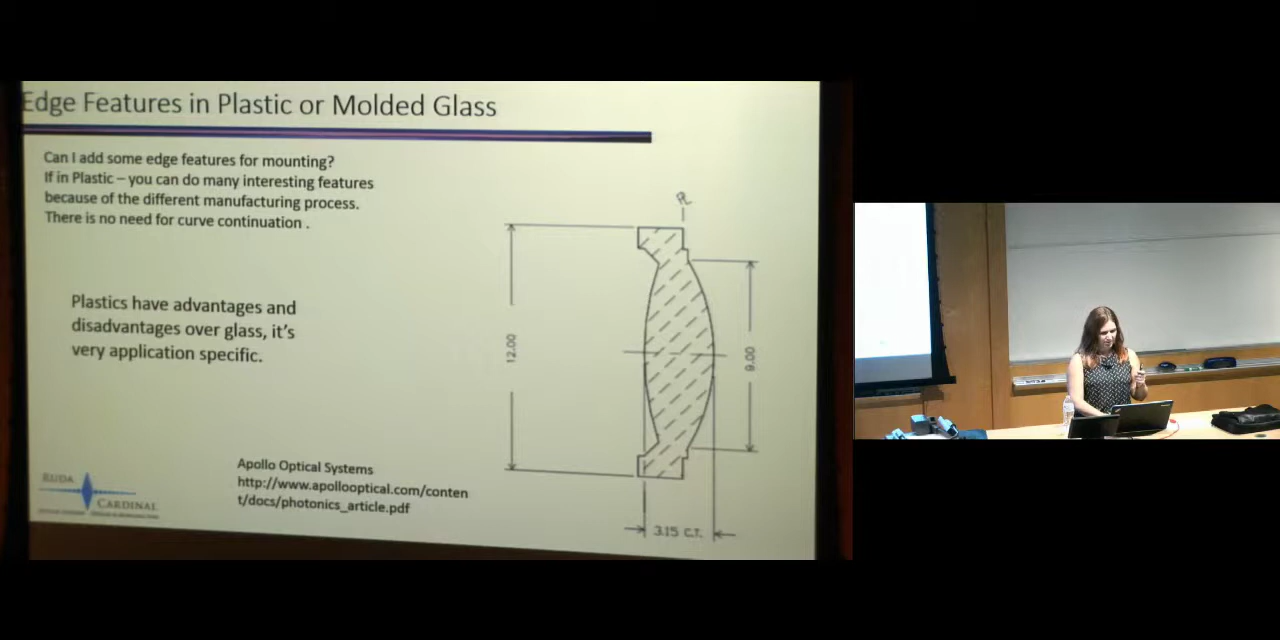 Edge Features in Plastic or Molded Glass
Can I add some edge features for mounting?
If in Plastic – you can do many interesting features
because of the different manufacturing process.
There is no need for curve continuation .
Plastics have advantages and
disadvantages over glass, it's
very application specific.
PL
12.00
9.00
3.15 C.T.
Apollo Optical Systems
http://www.apollooptical.com/conten
t/docs/photonics_article.pdf
RUDA
CARDINAL